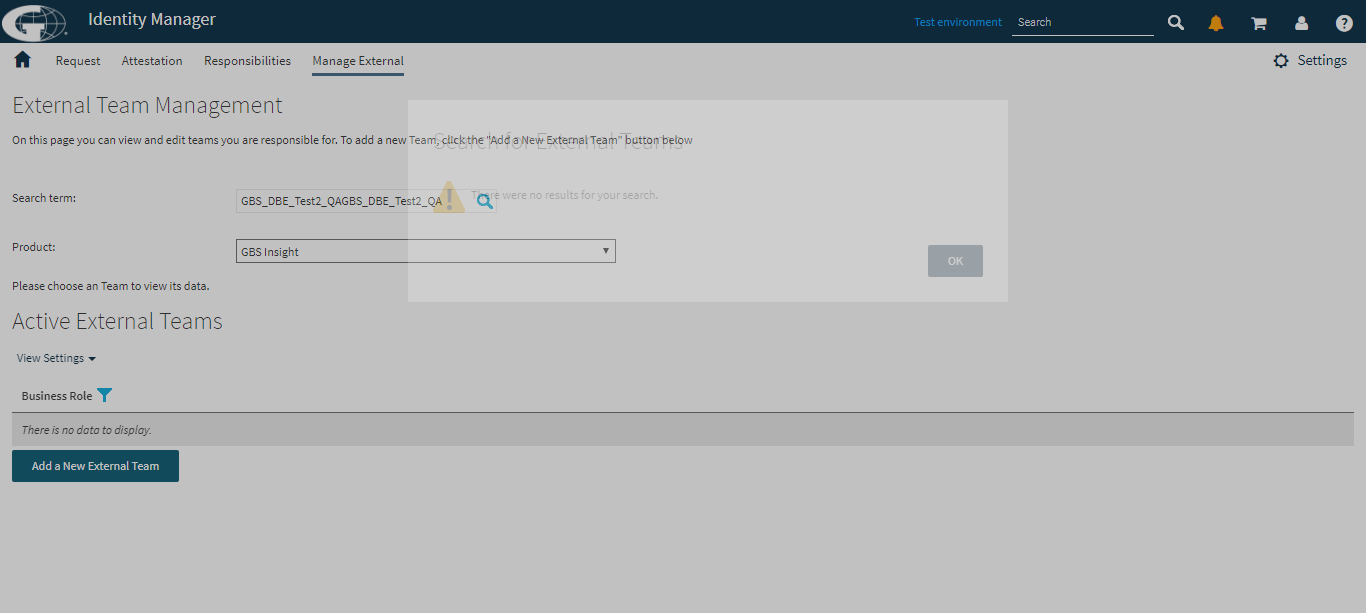 Identity Manager
Test environment
Search
Request
Attestation
Responsibilities
Manage External
Settings
External Team Management
On this page you can view and edit teams you are responsible for. To add a new Team, click the "Add a New External Team" button below
Search for External Teams
There were no results for your search.
Search term:
GBS_DBE_Test2_QAGBS_DBE_Test2_QA
Product:
GBS Insight
OK
Please choose an Team to view its data.
Active External Teams
View Settings
Business Role
There is no data to display.
Add a New External Team